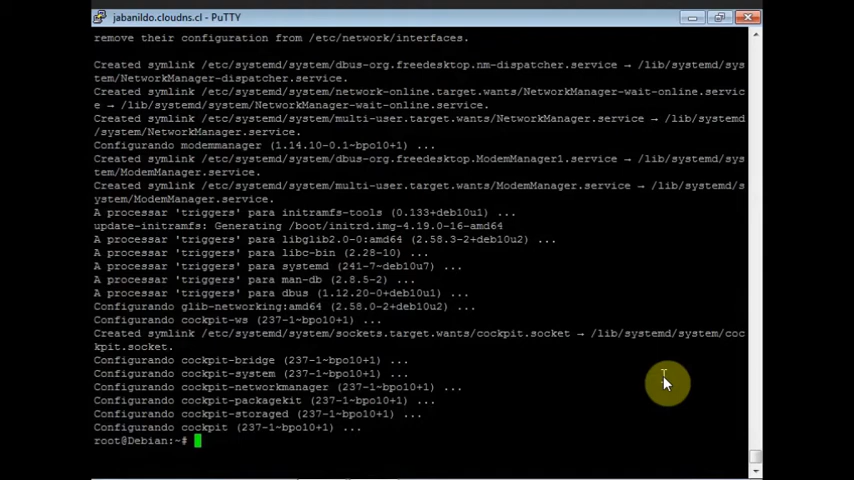 jabanildo.cloudns.cl - PuTTY
remove their configuration from /etc/network/interfaces.
Created symlink /etc/systemd/system/dbus-org.freedesktop.nm-dispatcher.service → /lib/systemd/sys
tem/NetworkManager-dispatcher.service.
Created symlink /etc/systemd/system/network-online.target.wants/NetworkManager-wait-online.servic
e → /lib/systemd/system/NetworkManager-wait-online.service.
Created symlink /etc/systemd/system/multi-user.target.wants/NetworkManager.service → /lib/systemd
/system/NetworkManager.service.
Configurando modemmanager (1.14.10-0.1~bpo10+1) ...
Created symlink /etc/systemd/system/dbus-org.freedesktop.ModemManager1.service → /lib/systemd/sys
tem/ModemManager.service.
Created symlink /etc/systemd/system/multi-user.target.wants/ModemManager.service → /lib/systemd/s
ystem/ModemManager.service.
A processar 'triggers' para initramfs-tools (0.133+deb10u1) ...
update-initramfs: Generating /boot/initrd.img-4.19.0-16-amd64
A processar 'triggers' para libglib2.0-0:amd64 (2.58.3-2+deb10u2) ...
A processar 'triggers' para libc-bin (2.28-10) ...
A processar 'triggers' para systemd (241-7~deb10u7) ...
A processar 'triggers' para man-db (2.8.5-2) ...
A processar 'triggers' para dbus (1.12.20-0+deb10u1) ...
Configurando glib-networking:amd64 (2.58.0-2+deb10u2) ...
Configurando cockpit-ws (237-1~bpo10+1) ...
Created symlink /etc/systemd/system/sockets.target.wants/cockpit.socket → /lib/systemd/system/coc
kpit.socket.
Configurando cockpit-bridge (237-1~bpo10+1) ...
Configurando cockpit-system (237-1~bpo10+1) ...
Configurando cockpit-networkmanager (237-1~bpo10+1) ...
Configurando cockpit-packagekit (237-1~bpo10+1) ...
Configurando cockpit-storaged (237-1~bpo10+1) ...
Configurando cockpit (237-1~bpo10+1) ...
root@Debian:~#